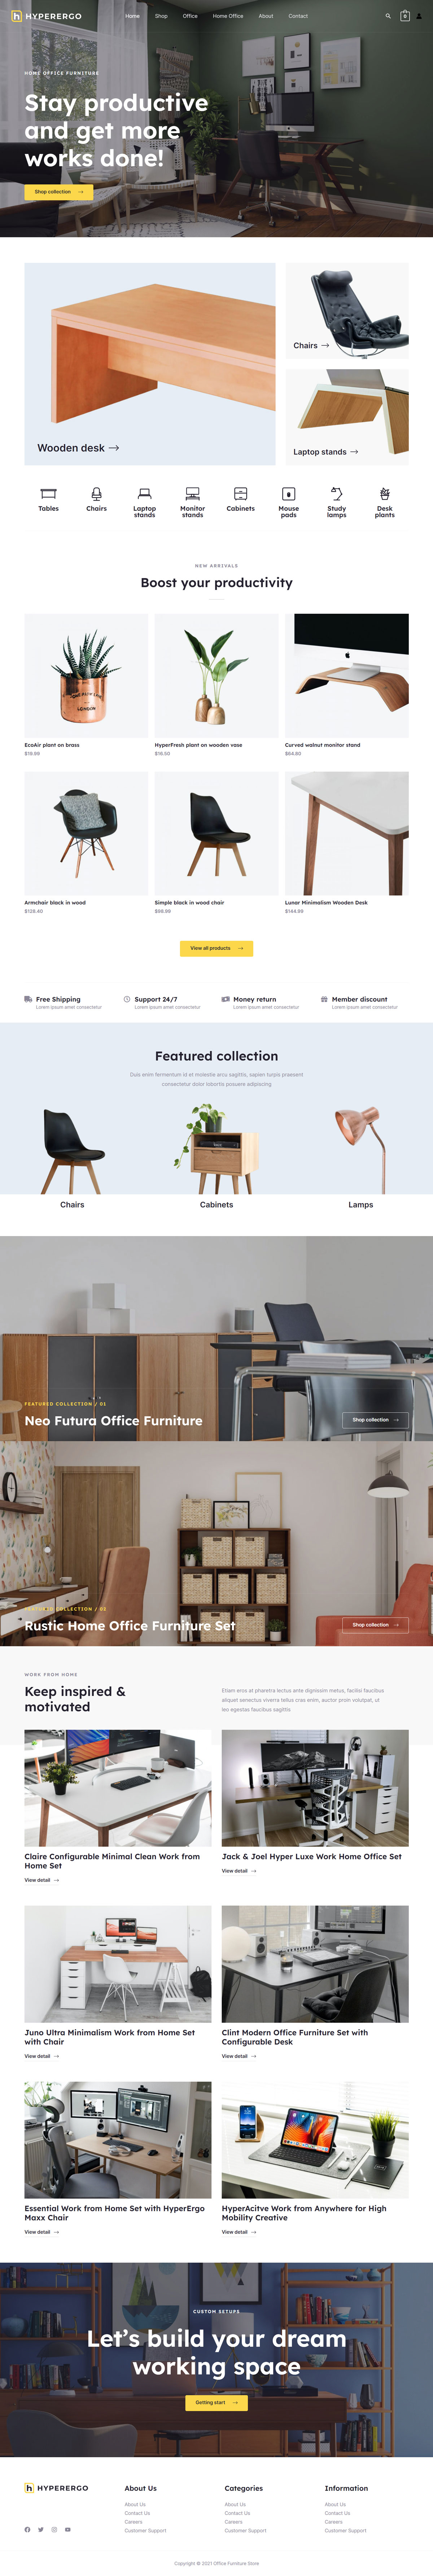 HYPERERGO
Home
Shop
Office
Home Office
About
Contact
0
HOME OFFICE FURNITURE
Stay productive
and get more
works done!
Shop collection
Wooden desk
Chairs
Laptop stands
Tables
Chairs
Laptop
stands
Monitor
stands
Cabinets
Mouse
pads
Study
lamps
Desk
plants
NEW ARRIVALS
Boost your productivity
LONDON
EcoAir plant on brass
$19.99
HyperFresh plant on wooden vase
$16.50
Curved walnut monitor stand
$64.80
Armchair black in wood
$128.40
Simple black in wood chair
$98.99
Lunar Minimalism Wooden Desk
$144.99
View all products
Free Shipping
Lorem ipsum amet consectetur
Support 24/7
Lorem ipsum amet consectetur
Money return
Lorem ipsum amet consectetur
Member discount
Lorem ipsum amet consectetur
Featured collection
Duis enim fermentum id et molestie arcu sagittis, sapien turpis praesent
consectetur dolor lobortis posuere adipiscing
Chairs
Cabinets
Lamps
FEATURED COLLECTION / 01
Neo Futura Office Furniture
Shop collection
FEATURED COLLECTION / 02
Rustic Home Office Furniture Set
Shop collection
WORK FROM HOME
Keep inspired &
motivated
Etiam eros at pharetra lectus ante dignissim metus, facilisi faucibus
aliquet senectus viverra tellus cras enim, auctor proin volutpat, ut
leo egestas faucibus sagittis
Claire Configurable Minimal Clean Work from
Home Set
View detail
Jack & Joel Hyper Luxe Work Home Office Set
View detail
Juno Ultra Minimalism Work from Home Set
with Chair
View detail
Clint Modern Office Furniture Set with
Configurable Desk
View detail
Essential Work from Home Set with HyperErgo
Maxx Chair
View detail
HyperAcitve Work from Anywhere for High
Mobility Creative
View detail
CUSTOM SETUPS
Let's build your dream
working space
Getting start
HYPERERGO
About Us
About Us
Contact Us
Careers
Customer Support
Categories
About Us
Contact Us
Careers
Customer Support
Information
About Us
Contact Us
Careers
Customer Support
Copyright © 2021 Office Furniture Store